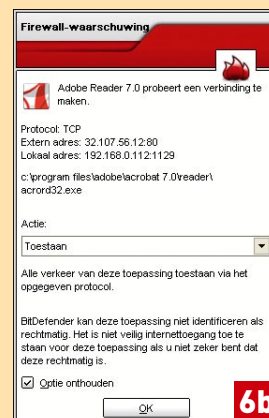 Firewall-waarschuwing
Adobe Reader 7.0 probeert een verbinding te
maken.
Protocol: TCP
Extern adres: 32.107.56.12:80
Lokaal adres: 192.168.0.112:1129
c:\program files\adobe\acrobat 7.0\reader\
acrord32.exe
Actie:
Toestaan
Alle verkeer van deze toepassing toestaan via het
opgegeven protocol.
BitDefender kan deze toepassing niet identificeren als
rechtmatig. Het is niet veilig internettoegang toe te
staan voor deze toepassing als u niet zeker bent dat
deze rechtmatig is.
Optie onthouden
OK
6b